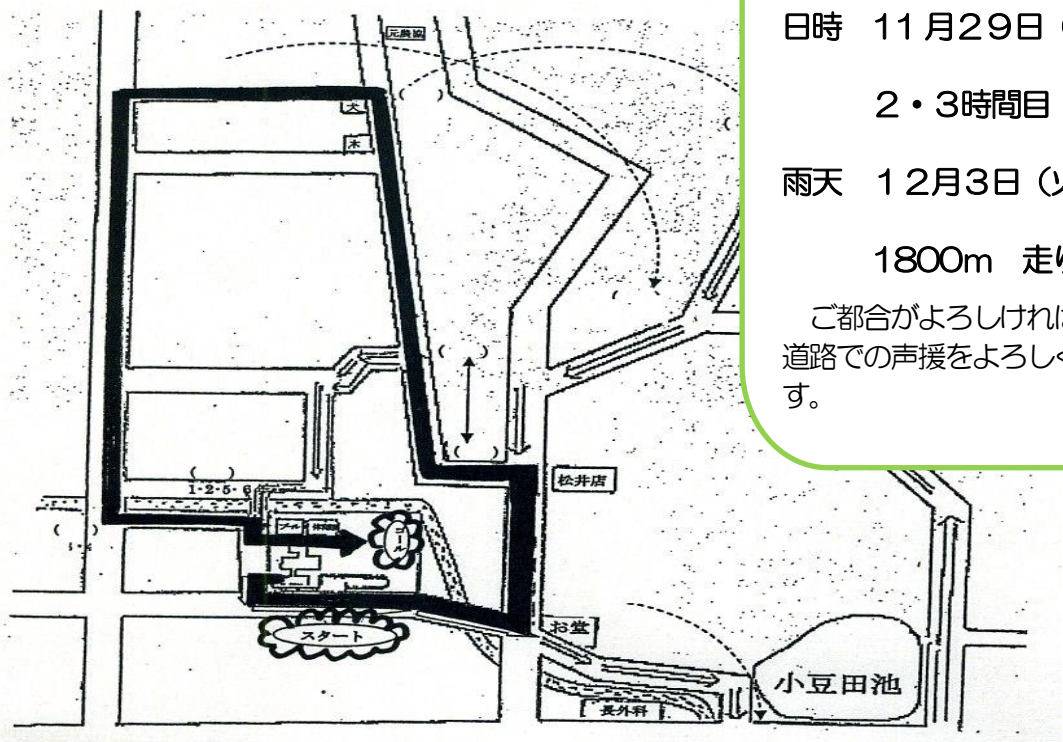 日時　11月29日（
2・3時間目
雨天　12月3日（
1800m　走
ご都合がよろしければ
道路での声援をよろしく
す。
元農協
犬
木
(　)
(　)
(　)
(　)
(　)
(　)
1・2・5・6
(　)
松井店
プール
体育館
ゴール
スタート
お堂
小豆田池
長外科